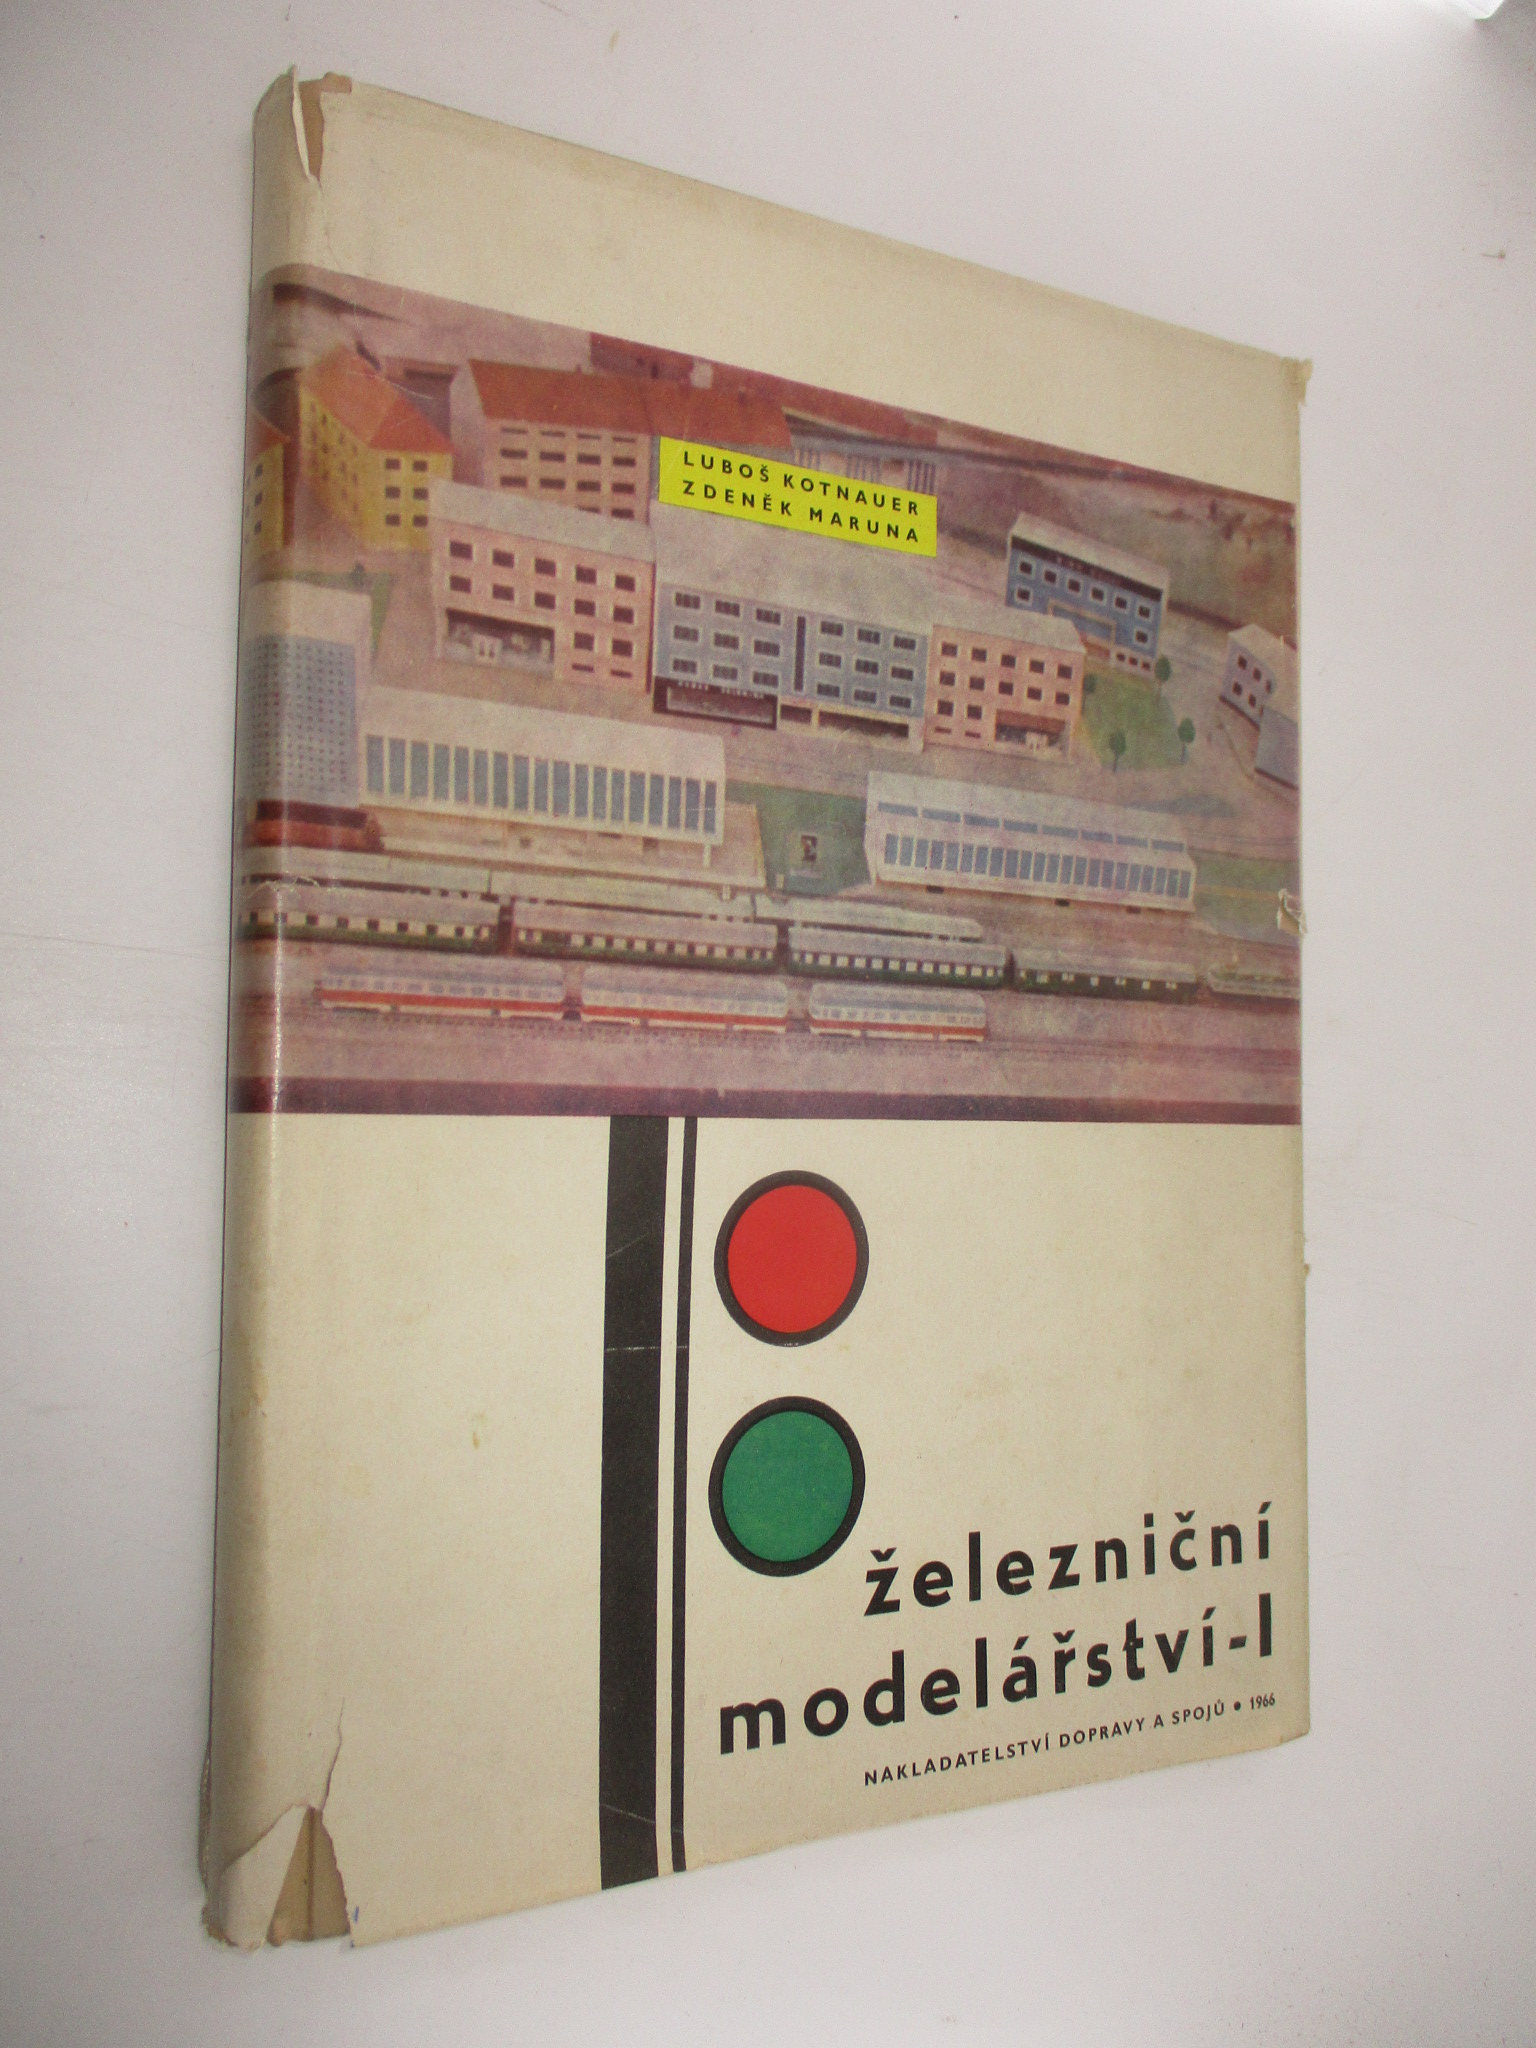 LUBOŠ KOTNAUER
ZDENĚK MARUNA
železniční
modelářství-I
NAKLADATELSTVÍ DOPRAVY A SPOJŮ • 1966